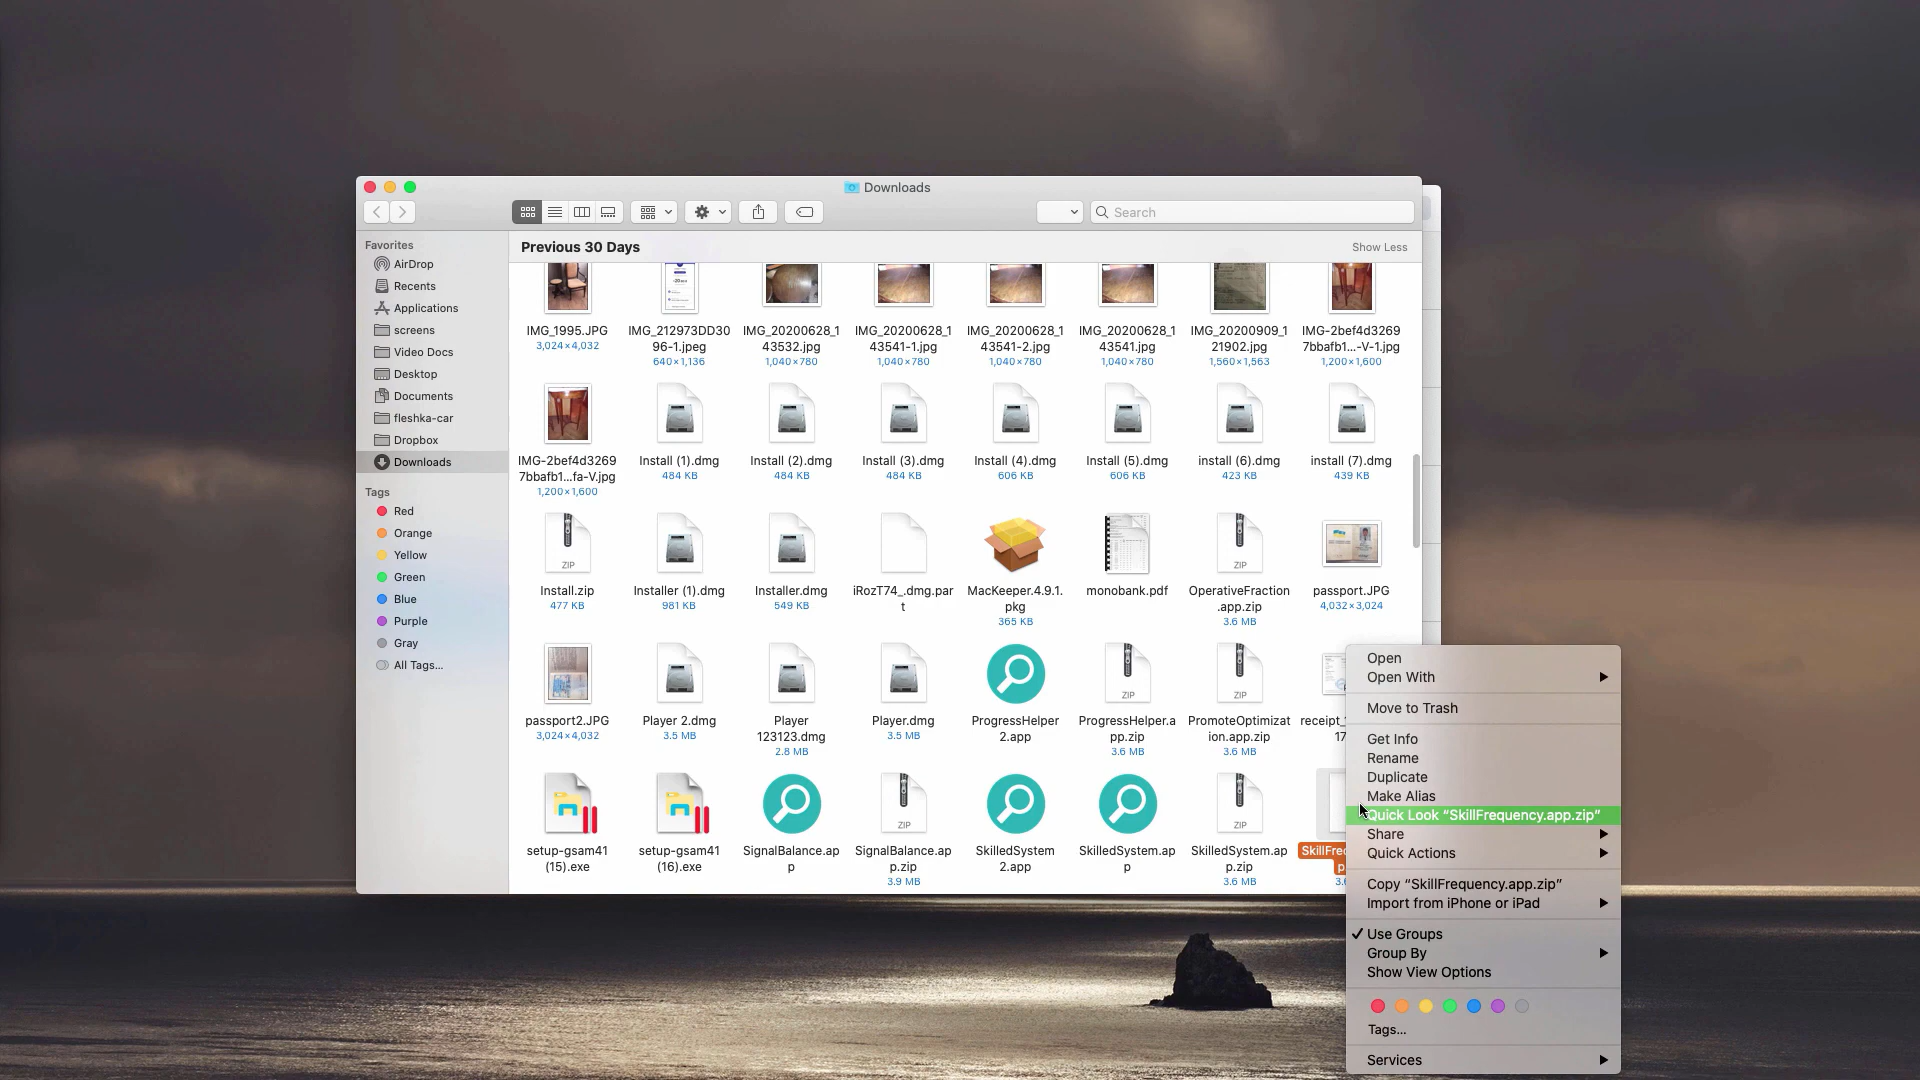 Downloads
Search
Favorites
AirDrop
Recents
Applications
screens
Video Docs
Desktop
Documents
fleshka-car
Dropbox
Downloads
Tags
Red
Orange
Yellow
Green
Blue
Purple
Gray
All Tags...
Previous 30 Days
Show Less
IMG_1995.JPG
3,024×4,032
IMG_212973DD30
96-1.jpeg
640×1,136
IMG_20200628_1
43532.jpg
1,040×780
IMG_20200628_1
43541-1.jpg
1,040×780
IMG_20200628_1
43541-2.jpg
1,040×780
IMG_20200628_1
43541.jpg
1,040×780
IMG_20200909_1
21902.jpg
1,560×1,563
IMG-2bef4d3269
7bbafb1...-V-1.jpg
1,200×1,600
IMG-2bef4d3269
7bbafb1...fa-V.jpg
1,200×1,600
Install (1).dmg
484 KB
Install (2).dmg
484 KB
Install (3).dmg
484 KB
Install (4).dmg
606 KB
Install (5).dmg
606 KB
install (6).dmg
423 KB
install (7).dmg
439 KB
ZIP
Install.zip
477 KB
Installer (1).dmg
981 KB
Installer.dmg
549 KB
iRozT74_.dmg.par
t
MacKeeper.4.9.1.
pkg
365 KB
monobank.pdf
ZIP
OperativeFraction
.app.zip
3.6 MB
passport.JPG
4,032×3,024
passport2.JPG
3,024×4,032
Player 2.dmg
3.5 MB
Player
123123.dmg
2.8 MB
Player.dmg
3.5 MB
ProgressHelper
2.app
ZIP
ProgressHelper.a
pp.zip
3.6 MB
ZIP
PromoteOptimizat
ion.app.zip
3.6 MB
receipt_
17
setup-gsam41
(15).exe
setup-gsam41
(16).exe
SignalBalance.ap
p
ZIP
SignalBalance.ap
p.zip
3.9 MB
SkilledSystem
2.app
SkilledSystem.ap
p
ZIP
SkilledSystem.ap
p.zip
3.6 MB
SkillFre
p
3.
Open
Open With
Move to Trash
Get Info
Rename
Duplicate
Make Alias
Quick Look “SkillFrequency.app.zip”
Share
Quick Actions
Copy “SkillFrequency.app.zip”
Import from iPhone or iPad
Use Groups
Group By
Show View Options
Tags...
Services